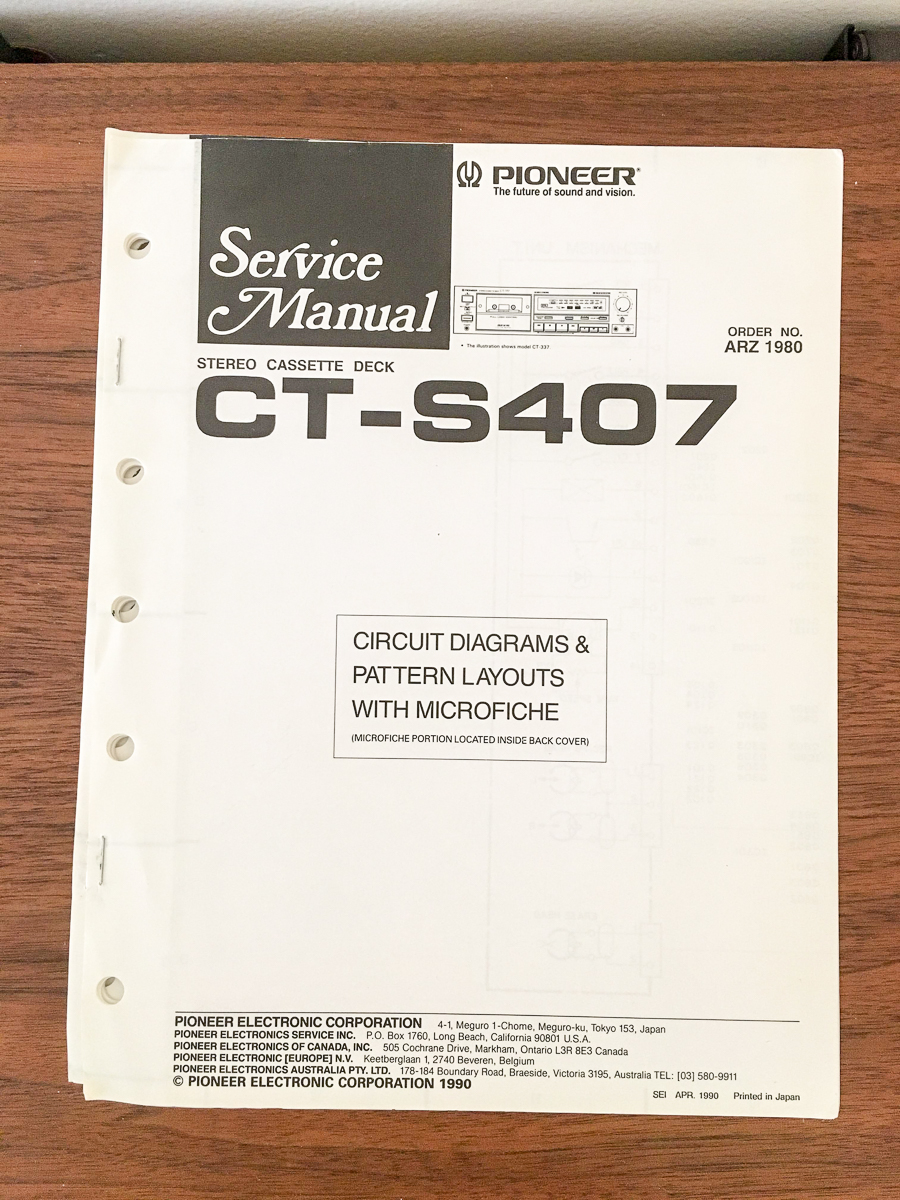 PIONEER®
The future of sound and vision.
Service
Manual
• The illustration shows model CT-337
ORDER NO.
ARZ 1980
STEREO CASSETTE DECK
CT-S407
CIRCUIT DIAGRAMS &
PATTERN LAYOUTS
WITH MICROFICHE
(MICROFICHE PORTION LOCATED INSIDE BACK COVER)
PIONEER ELECTRONIC CORPORATION 4-1, Meguro 1-Chome, Meguro-ku, Tokyo 153, Japan
PIONEER ELECTRONICS SERVICE INC. P.O. Box 1760, Long Beach, California 90801 U.S.A.
PIONEER ELECTRONICS OF CANADA, INC. 505 Cochrane Drive, Markham, Ontario L3R 8E3 Canada
PIONEER ELECTRONIC [EUROPE] N.V. Keetberglaan 1, 2740 Beveren, Belgium
PIONEER ELECTRONICS AUSTRALIA PTY. LTD. 178-184 Boundary Road, Braeside, Victoria 3195, Australia TEL: [03] 580-9911
© PIONEER ELECTRONIC CORPORATION 1990
SEI APR. 1990 Printed in Japan